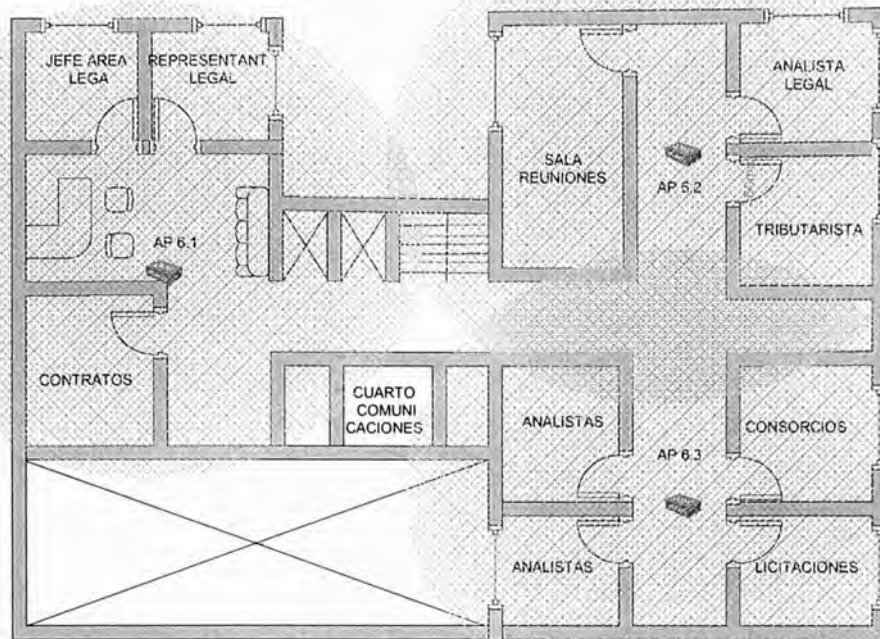 JEFE AREA
LEGA
REPRESENTANT
LEGAL
ANALISTA
LEGAL
SALA
REUNIONES
AP 6.2
TRIBUTARISTA
AP 6.1
CONTRATOS
CUARTO
COMUNI
CACIONES
ANALISTAS
CONSORCIOS
AP 6.3
ANALISTAS
LICITACIONES